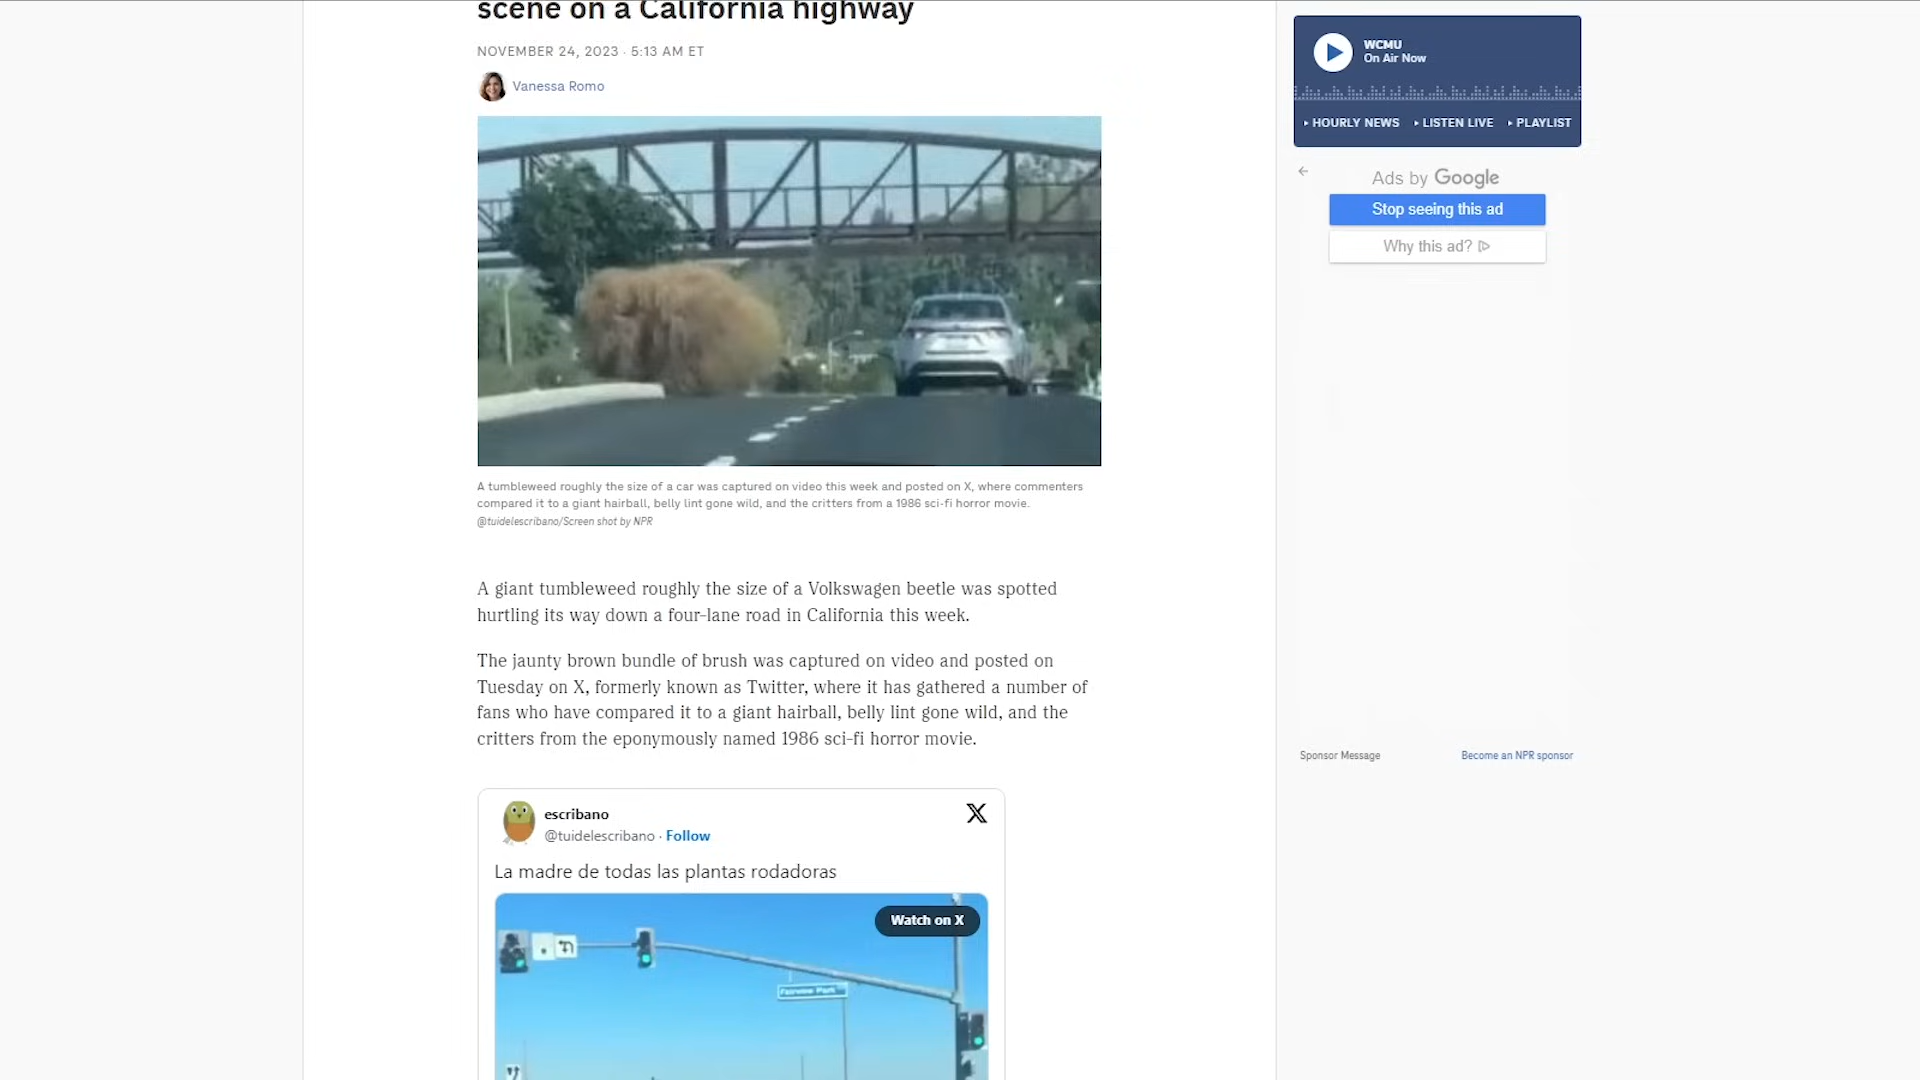 scene on a California highway
NOVEMBER 24, 2023 · 5:13 AM ET
Vanessa Romo
A tumbleweed roughly the size of a car was captured on video this week and posted on X, where commenters
compared it to a giant hairball, belly lint gone wild, and the critters from a 1986 sci-fi horror movie.
@tuidelescribano/Screen shot by NPR
A giant tumbleweed roughly the size of a Volkswagen beetle was spotted
hurtling its way down a four-lane road in California this week.
The jaunty brown bundle of brush was captured on video and posted on
Tuesday on X, formerly known as Twitter, where it has gathered a number of
fans who have compared it to a giant hairball, belly lint gone wild, and the
critters from the eponymously named 1986 sci-fi horror movie.
escribano
@tuidelescribano · Follow
La madre de todas las plantas rodadoras
Watch on X
Fairview Park
WCMU
On Air Now
HOURLY NEWS
LISTEN LIVE
PLAYLIST
Ads by Google
Stop seeing this ad
Why this ad?
Sponsor Message
Become an NPR sponsor